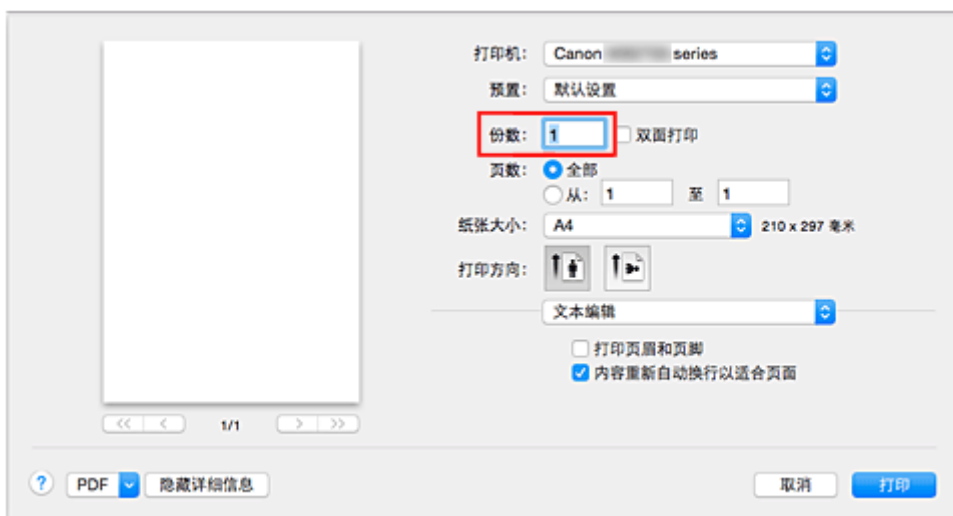 打印机: Canon series
预置: 默认设置
份数: 1 双面打印
页数: 全部
从: 1 至 1
纸张大小: A4 210 x 297 毫米
打印方向:
文本编辑
打印页眉和页脚
内容重新自动换行以适合页面
<< < 1/1 > >>
? PDF 隐藏详细信息 取消 打印